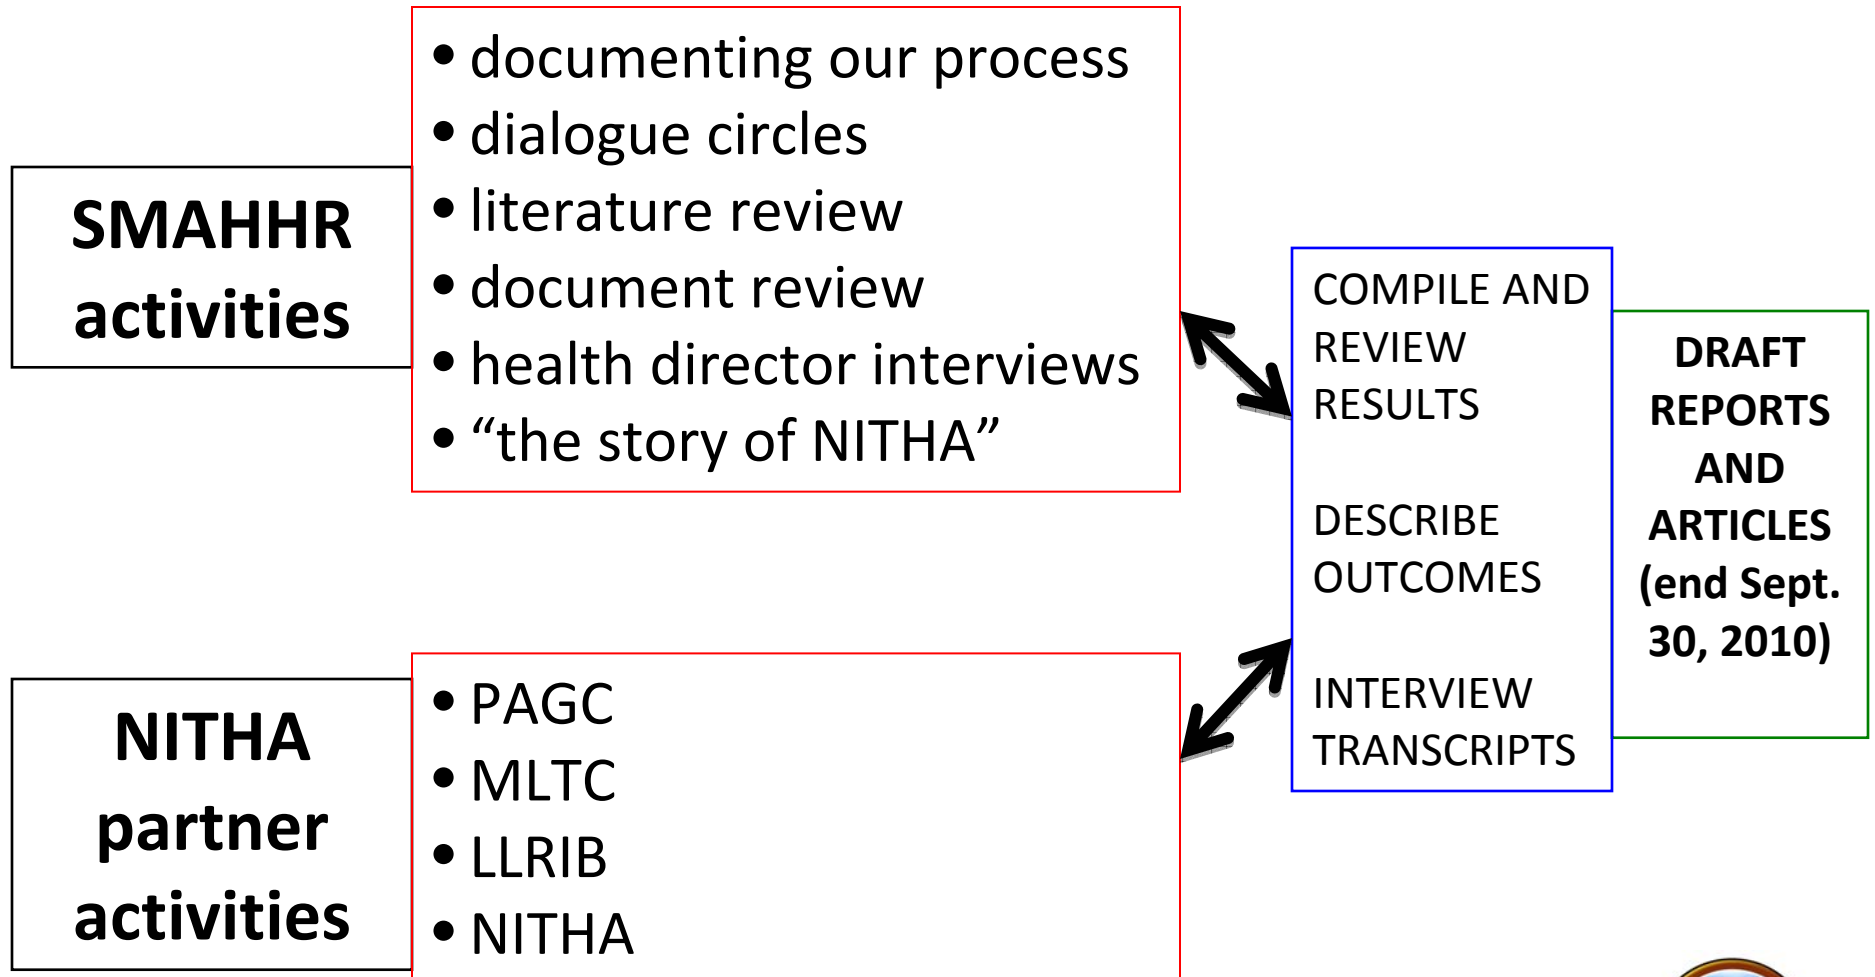 SMAHHR
activities
• documenting our process
• dialogue circles
• literature review
• document review
• health director interviews
• “the story of NITHA”
NITHA
partner
activities
• PAGC
• MLTC
• LLRIB
• NITHA
COMPILE AND
REVIEW
RESULTS
DESCRIBE
OUTCOMES
INTERVIEW
TRANSCRIPTS
DRAFT
REPORTS
AND
ARTICLES
(end Sept.
30, 2010)